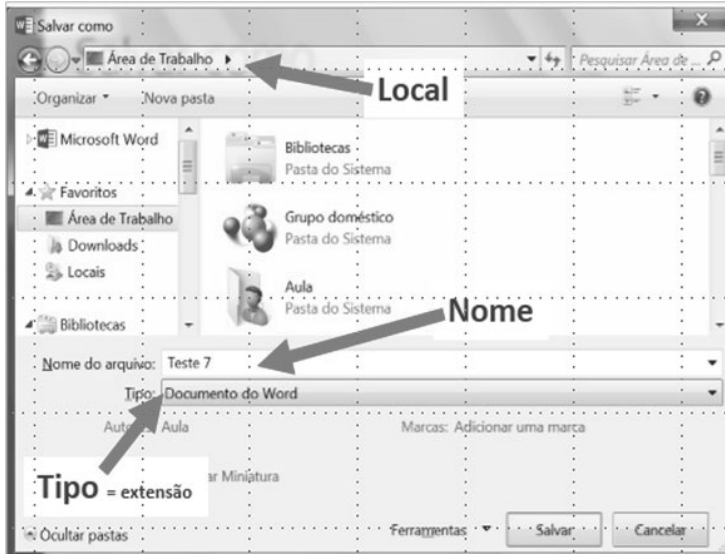 Salvar como
Área de Trabalho
Pesquisar Área de ...
Local
Organizar
Nova pasta
Microsoft Word
Favoritos
Área de Trabalho
Downloads
Locais
Bibliotecas
Bibliotecas
Pasta do Sistema
Grupo doméstico
Pasta do Sistema
Aula
Pasta do Sistema
Nome
Nome do arquivo: Teste 7
Tipo: Documento do Word
Aula
Marcas: Adicionar uma marca
Miniatura
Tipo = extensão
Ocultar pastas
Ferramentas
Salvar
Cancelar